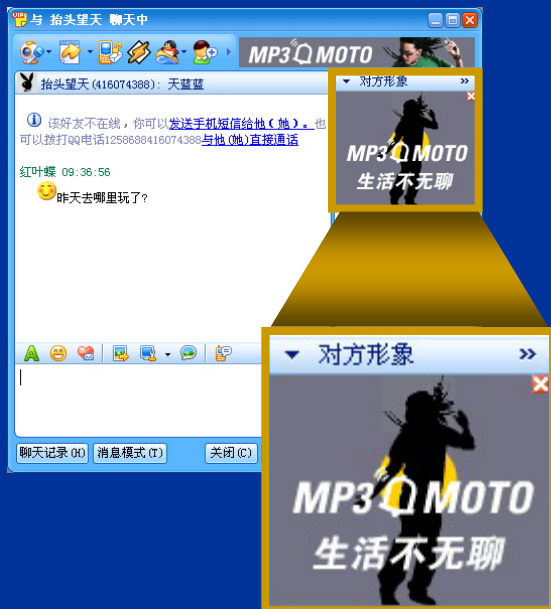 与 抬头望天 聊天中
MP3 MOTO
抬头望天(416074388): 天蓝蓝
对方形象
该好友不在线，你可以发送手机短信给他(她)。也
可以拨打QQ电话1258688416074388与他(她)直接通话
MP3 MOTO
生活不无聊
红叶蝶 09:36:56
昨天去哪里玩了?
聊天记录(H)
消息模式(T)
关闭(C)
对方形象
MP3 MOTO
生活不无聊